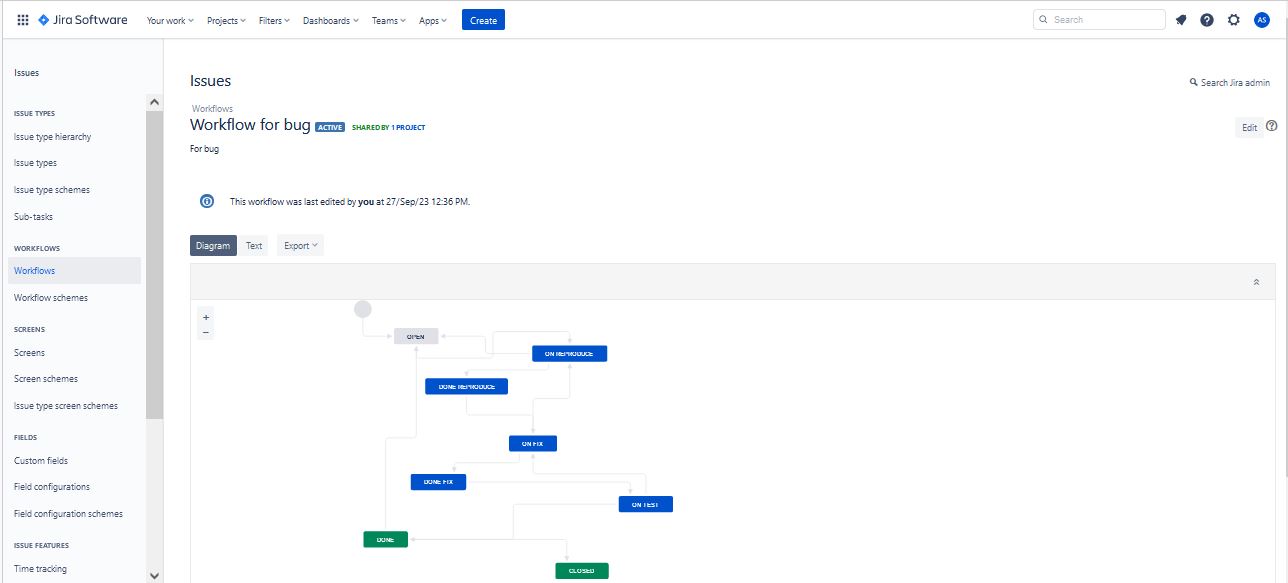 Jira Software Your work Projects Filters Dashboards Teams Apps Create Search AS
Issues
ISSUE TYPES
Issue type hierarchy
Issue types
Issue type schemes
Sub-tasks
WORKFLOWS
Workflows
Workflow schemes
SCREENS
Screens
Screen schemes
Issue type screen schemes
FIELDS
Custom fields
Field configurations
Field configuration schemes
ISSUE FEATURES
Time tracking
Issues
Search Jira admin
Workflows
Workflow for bug ACTIVE SHARED BY 1 PROJECT
Edit
For bug
This workflow was last edited by you at 27/Sep/23 12:36 PM.
Diagram Text Export
+
−
OPEN
ON REPRODUCE
DONE REPRODUCE
ON FIX
DONE FIX
ON TEST
DONE
CLOSED